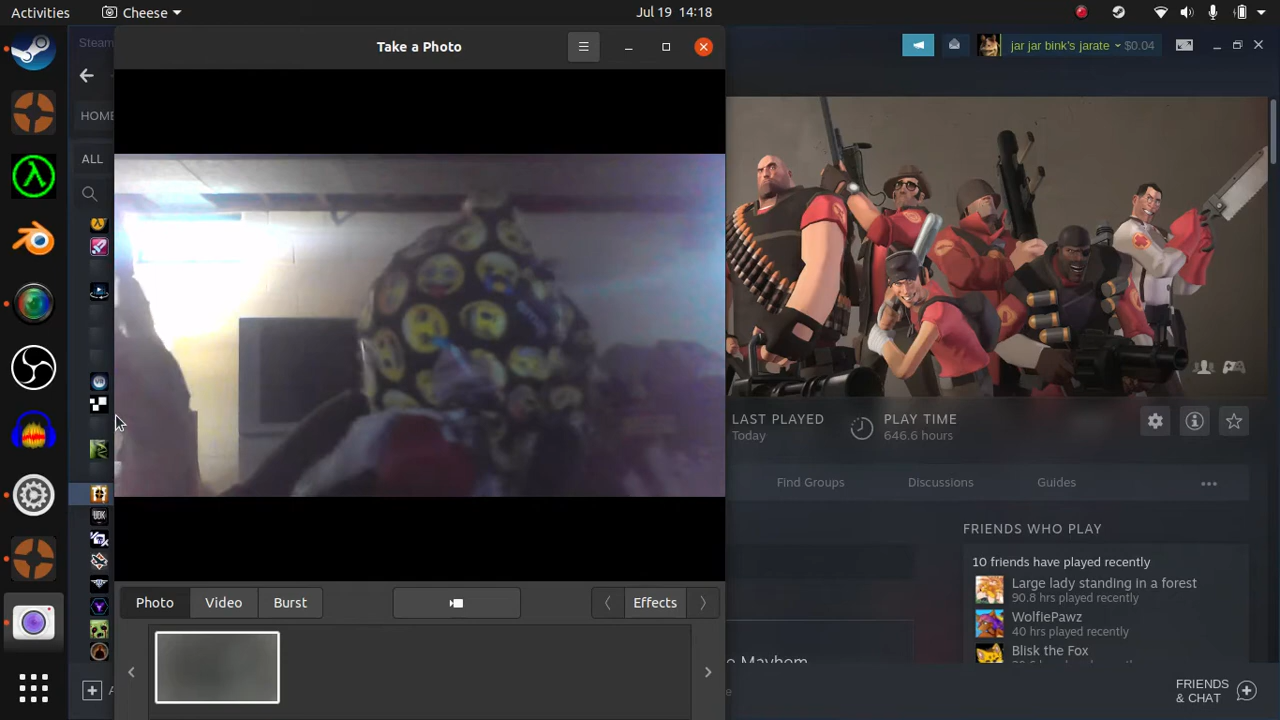 Activities
Cheese
Jul 19 14:18
Steam
Take a Photo
jar jar bink's jarate
$0.04
HOME
ALL
LAST PLAYED
Today
PLAY TIME
646.6 hours
Find Groups
Discussions
Guides
FRIENDS WHO PLAY
10 friends have played recently
Large lady standing in a forest
90.8 hrs played recently
WolfiePawz
40 hrs played recently
Blisk the Fox
Mayhem
Photo
Video
Burst
Effects
FRIENDS
& CHAT